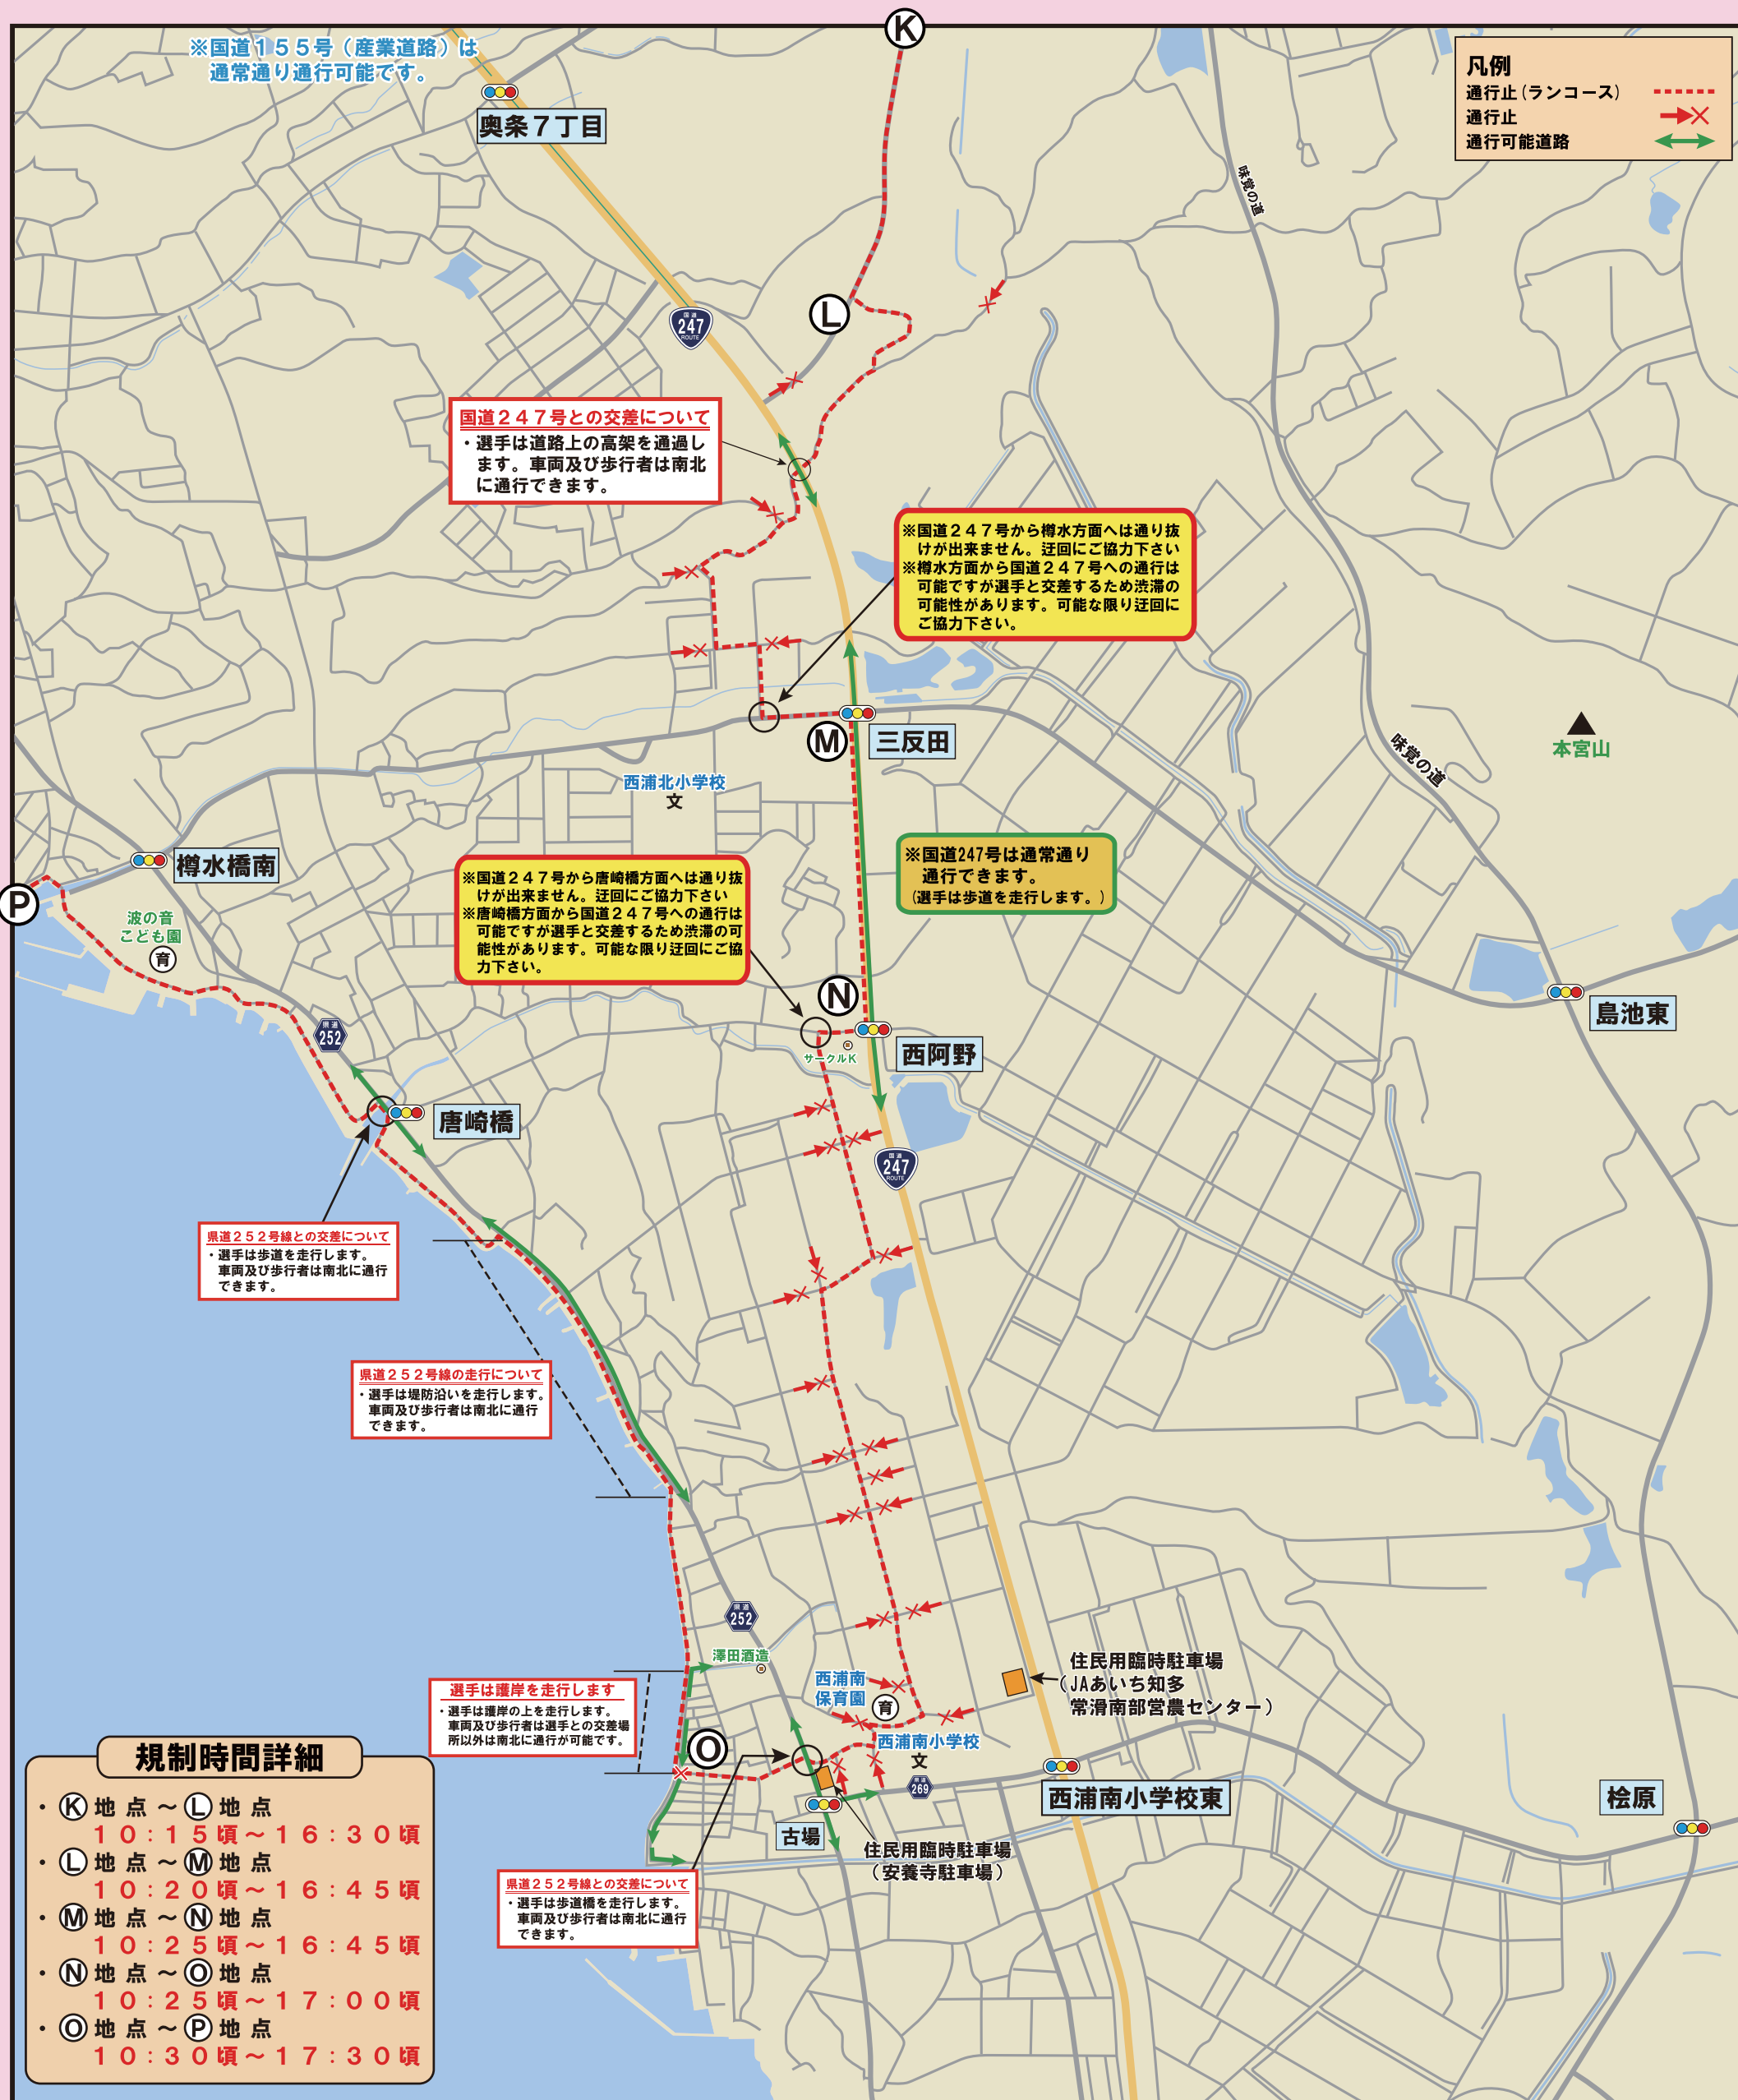 K
※国道１５５号（産業道路）は
通常通り通行可能です。
奥条７丁目
凡例
通行止（ランコース）
通行止
通行可能道路
味覚の道
国道
247
ROUTE
L
国道２４７号との交差について
・選手は道路上の高架を通過し
ます。車両及び歩行者は南北
に通行できます。
※国道２４７号から樽水方面へは通り抜
けが出来ません。迂回にご協力下さい
※樽水方面から国道２４７号への通行は
可能ですが選手と交差するため渋滞の
可能性があります。可能な限り迂回に
ご協力下さい。
M
三反田
味覚の道
本宮山
西浦北小学校
文
樽水橋南
P
波の音
こども園
育
※国道２４７号から唐崎橋方面へは通り抜
けが出来ません。迂回にご協力下さい
※唐崎橋方面から国道２４７号への通行は
可能ですが選手と交差するため渋滞の可
能性があります。可能な限り迂回にご協
力下さい。
※国道247号は通常通り
通行できます。
（選手は歩道を走行します。）
N
西阿野
サークルK
島池東
県道
252
唐崎橋
国道
247
ROUTE
県道２５２号線との交差について
・選手は歩道を走行します。
車両及び歩行者は南北に通行
できます。
県道２５２号線の走行について
・選手は堤防沿いを走行します。
車両及び歩行者は南北に通行
できます。
県道
252
澤田酒造
西浦南
保育園
育
住民用臨時駐車場
（JAあいち知多
常滑南部営農センター）
選手は護岸を走行します
・選手は護岸の上を走行します。
車両及び歩行者は選手との交差場
所以外は南北に通行が可能です。
O
西浦南小学校
文
県道
269
西浦南小学校東
桧原
古場
住民用臨時駐車場
（安養寺駐車場）
県道２５２号線との交差について
・選手は歩道橋を走行します。
車両及び歩行者は南北に通行
できます。
規制時間詳細
・K地点～L地点
１０：１５頃～１６：３０頃
・L地点～M地点
１０：２０頃～１６：４５頃
・M地点～N地点
１０：２５頃～１６：４５頃
・N地点～O地点
１０：２５頃～１７：００頃
・O地点～P地点
１０：３０頃～１７：３０頃